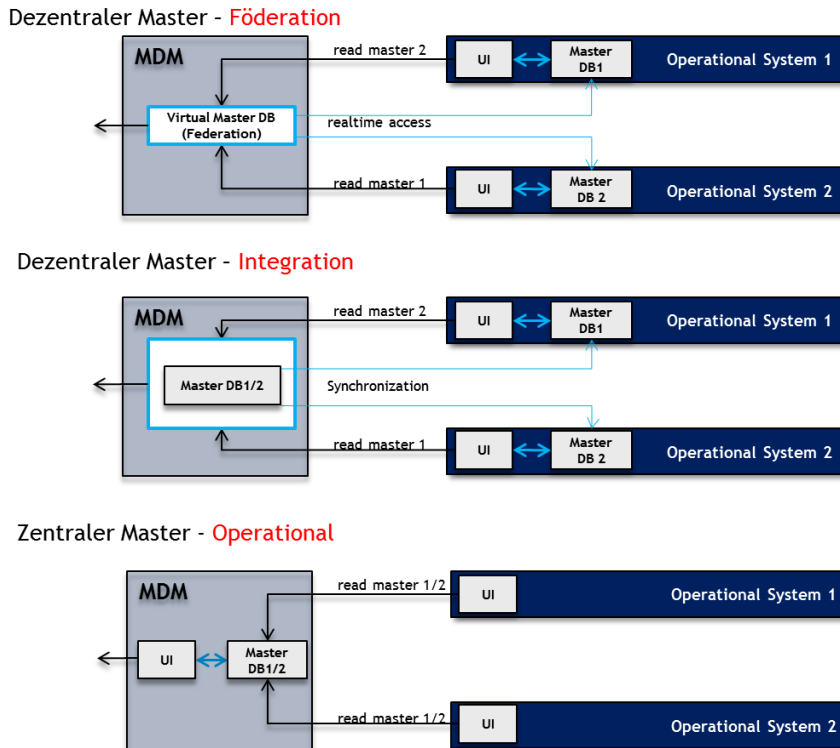 Dezentraler Master – Föderation
MDM
Virtual Master DB
(Federation)
read master 2
realtime access
read master 1
UI
Master
DB1
Operational System 1
UI
Master
DB 2
Operational System 2
Dezentraler Master – Integration
MDM
Master DB1/2
read master 2
Synchronization
read master 1
UI
Master
DB1
Operational System 1
UI
Master
DB 2
Operational System 2
Zentraler Master - Operational
MDM
UI
Master
DB1/2
read master 1/2
read master 1/2
UI
Operational System 1
UI
Operational System 2